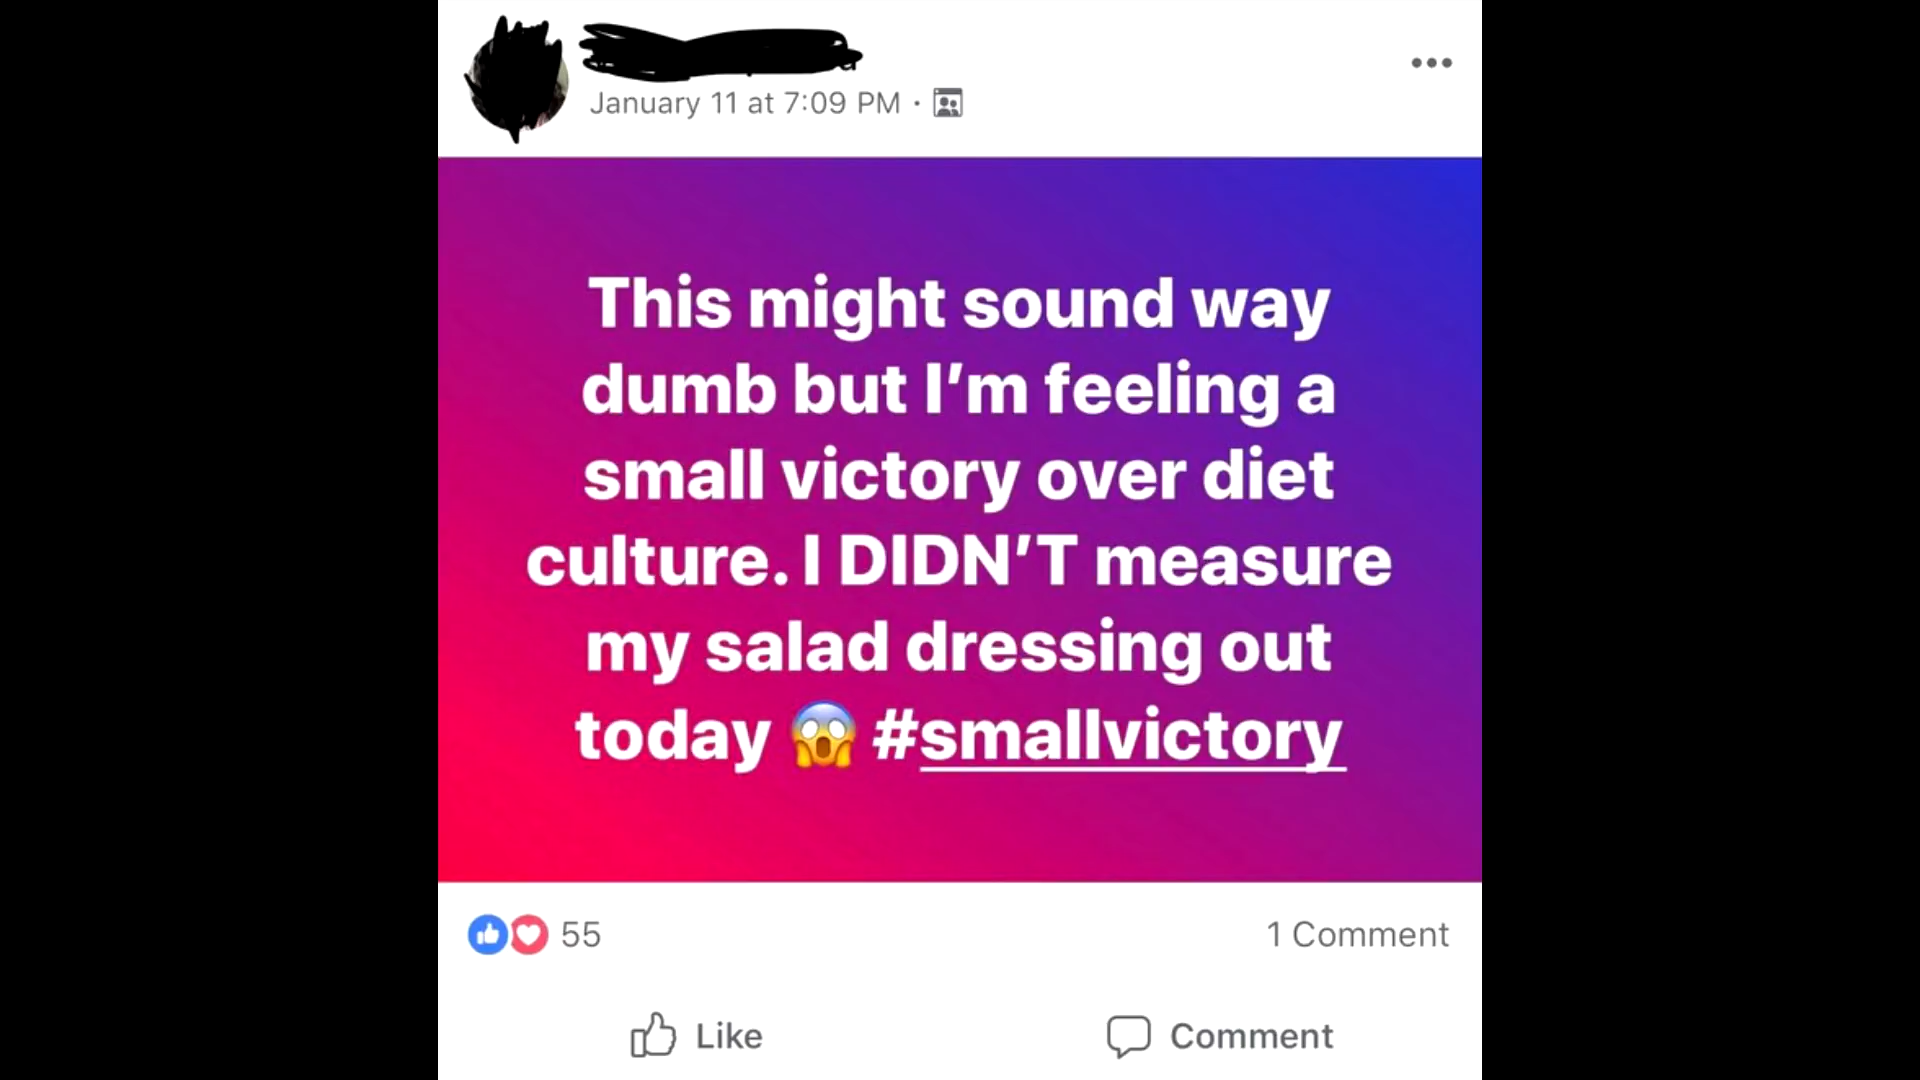 January 11 at 7:09 PM ·
This might sound way
dumb but I’m feeling a
small victory over diet
culture. I DIDN’T measure
my salad dressing out
today 😱 #smallvictory
55
1 Comment
Like
Comment